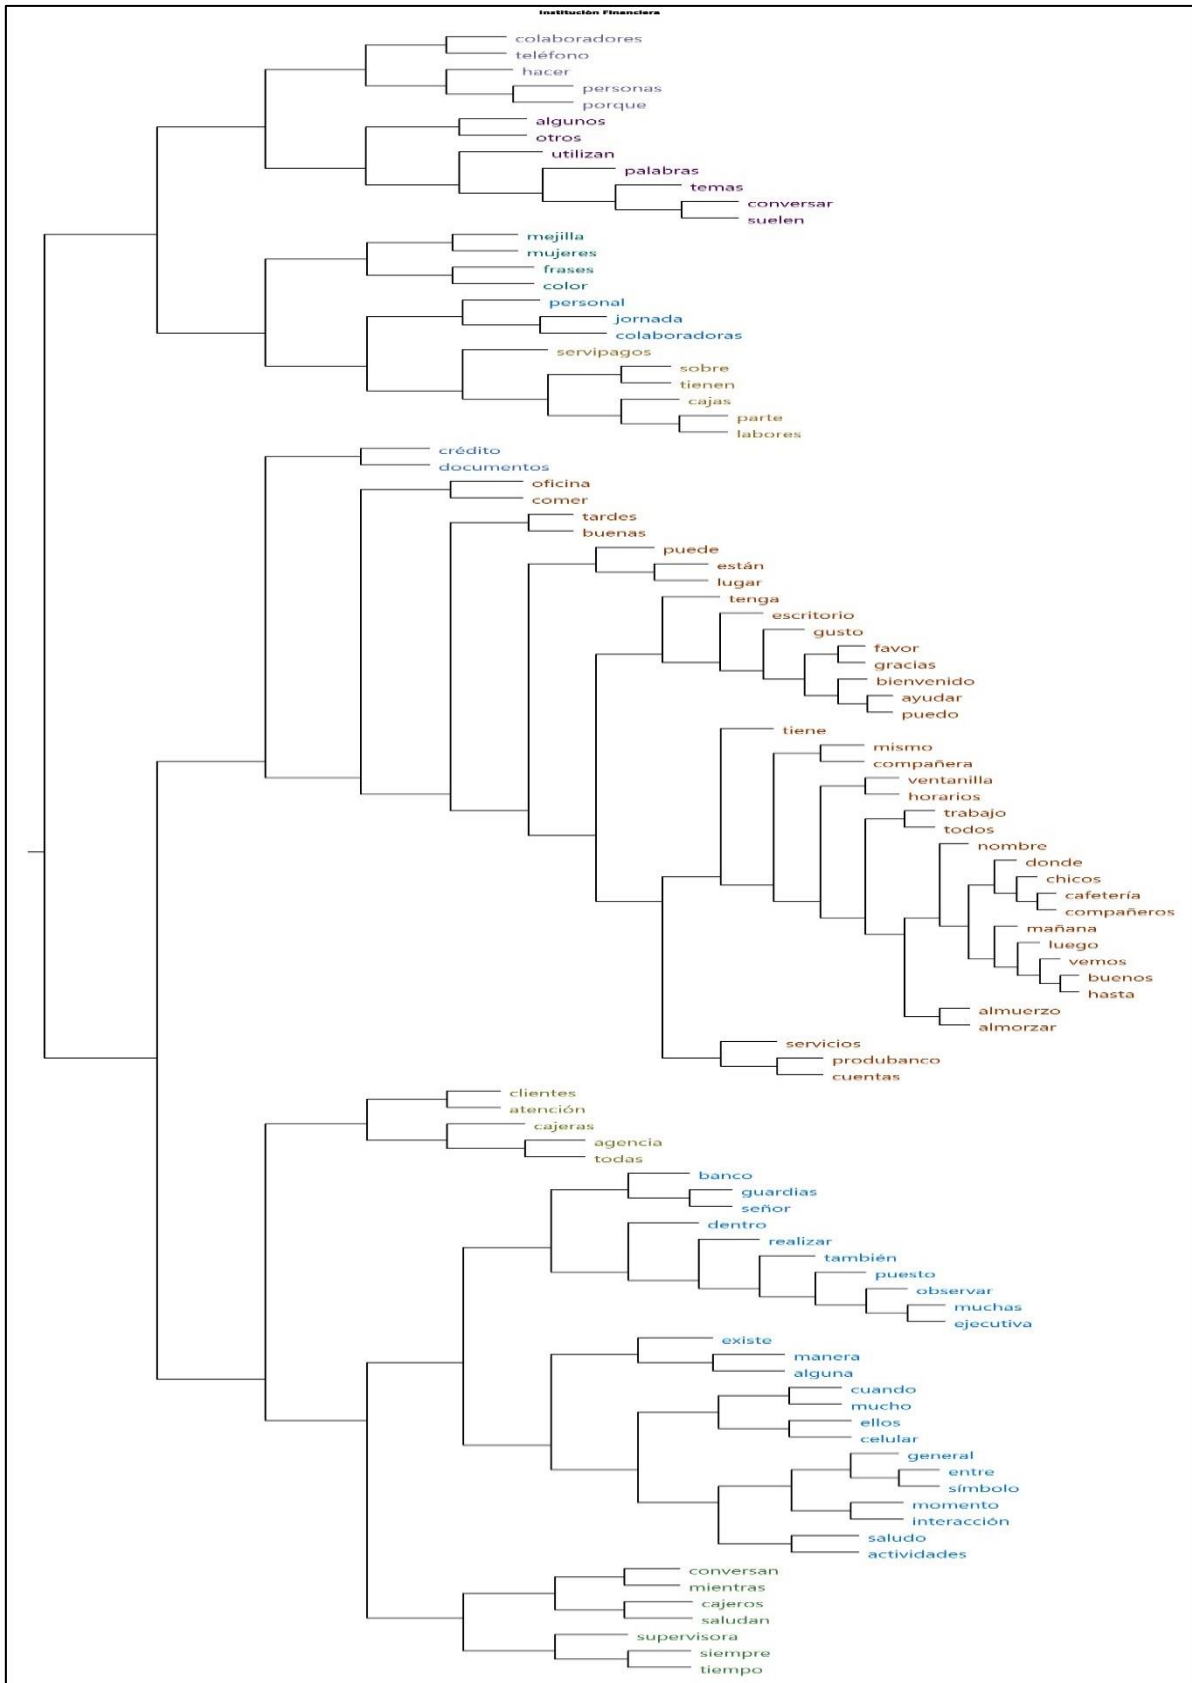 Institución Financiera
colaboradores
teléfono
hacer
personas
porque
algunos
otros
utilizan
palabras
temas
conversar
suelen
mejilla
mujeres
frases
color
personal
jornada
colaboradoras
servipagos
sobre
tienen
cajas
parte
labores
crédito
documentos
oficina
comer
tardes
buenas
puede
están
lugar
tenga
escritorio
gusto
favor
gracias
bienvenido
ayudar
puedo
tiene
mismo
compañera
ventanilla
horarios
trabajo
todos
nombre
donde
chicos
cafetería
compañeros
mañana
luego
vemos
buenos
hasta
almuerzo
almorzar
servicios
produbanco
cuentas
clientes
atención
cajeras
agencia
todas
banco
guardias
señor
dentro
realizar
también
puesto
observar
muchas
ejecutiva
existe
manera
alguna
cuando
mucho
ellos
celular
general
entre
símbolo
momento
interacción
saludo
actividades
conversan
mientras
cajeros
saludan
supervisora
siempre
tiempo